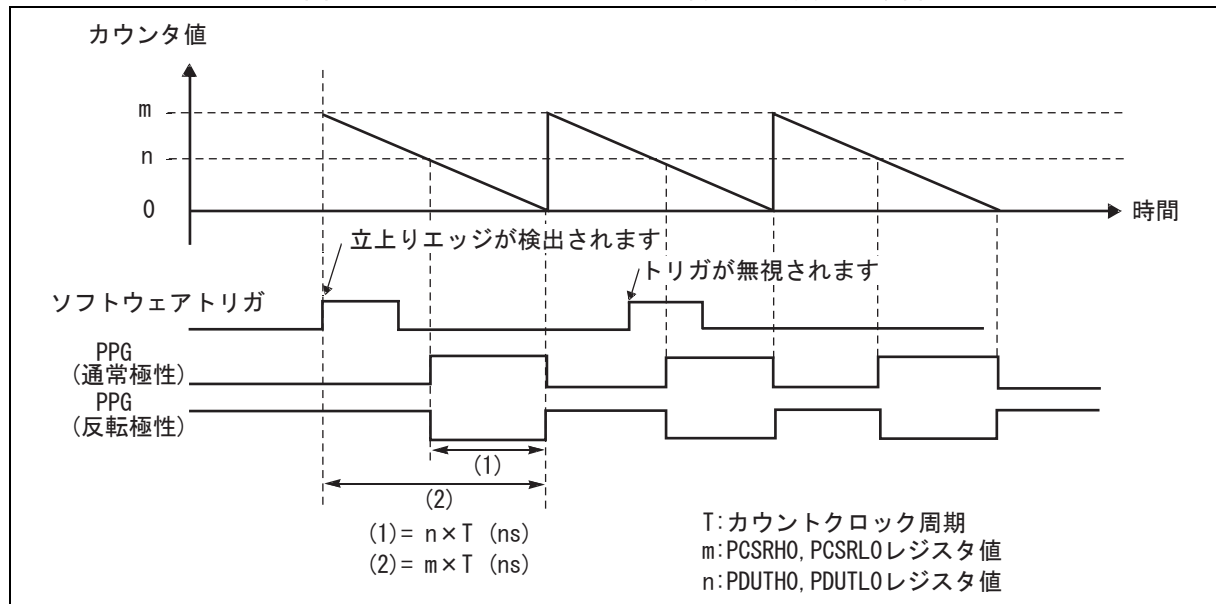 カウンタ値
m
n
0
時間
立上りエッジが検出されます
トリガが無視されます
ソフトウェアトリガ
PPG
(通常極性)
PPG
(反転極性)
(1)
(2)
(1)= n×T (ns)
(2)= m×T (ns)
T:カウントクロック周期
m:PCSRH0, PCSRL0レジスタ値
n:PDUTH0, PDUTL0レジスタ値